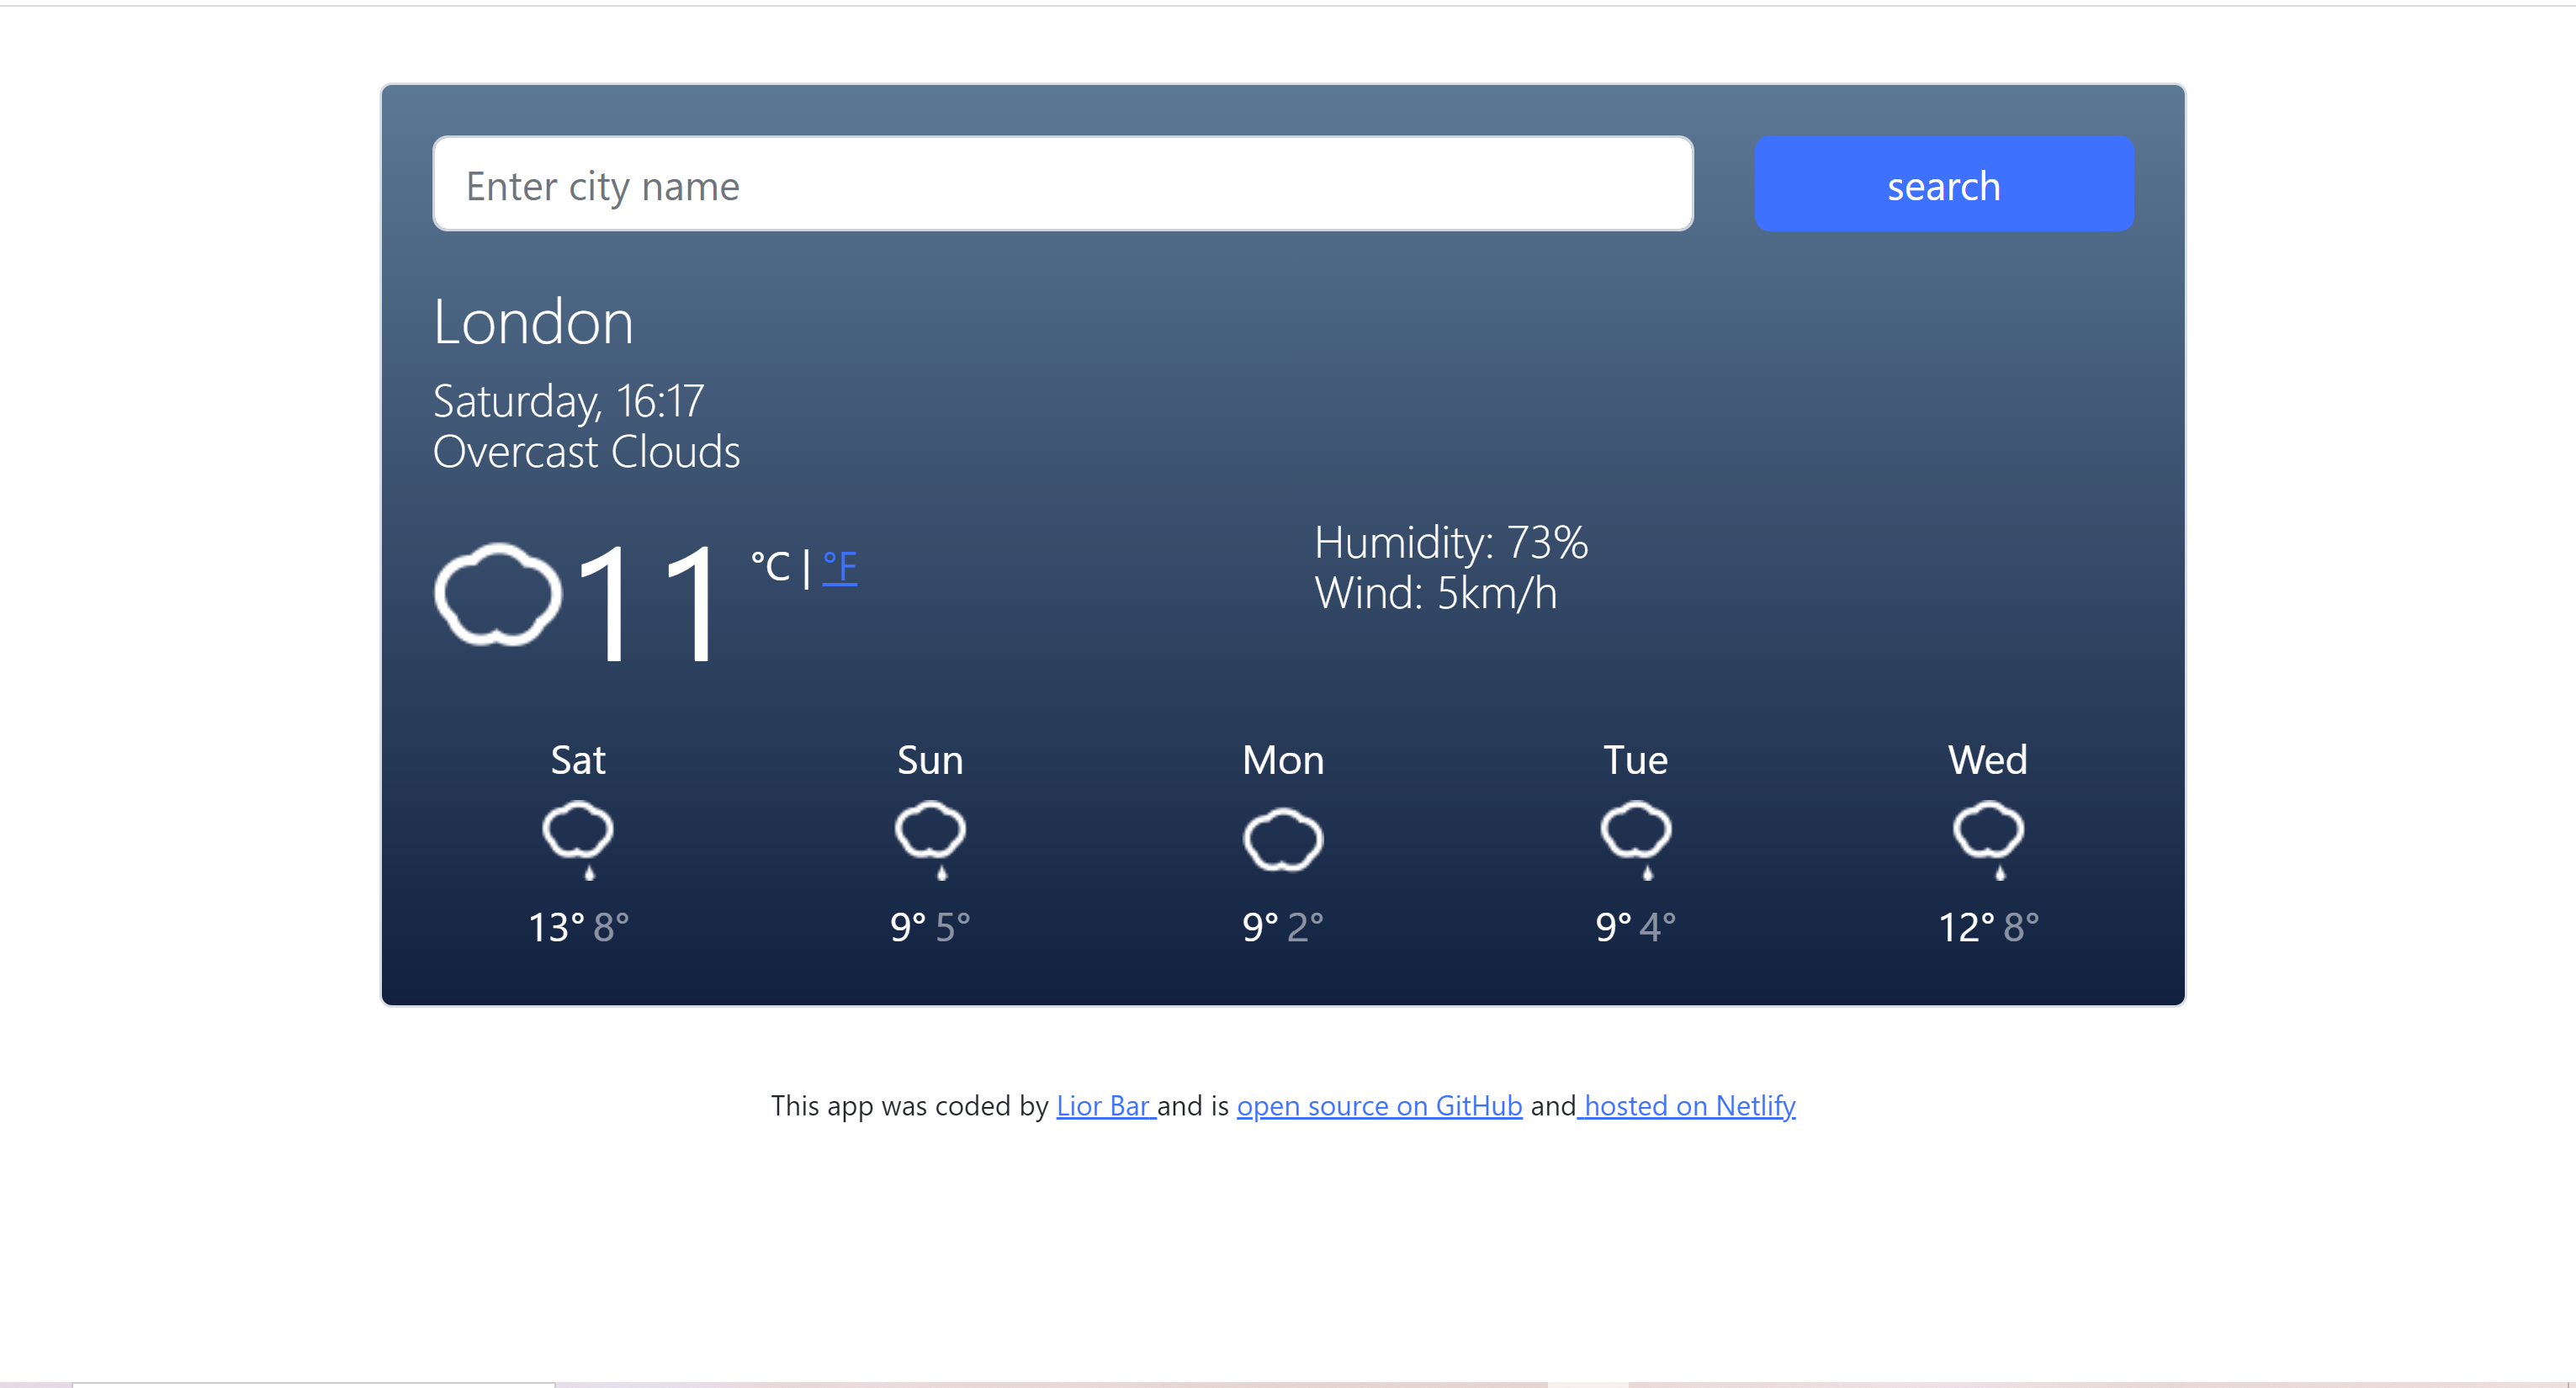 Enter city name
search
London
Saturday, 16:17
Overcast Clouds
11 °C | °F
Humidity: 73%
Wind: 5km/h
Sat Sun Mon Tue Wed
13° 8° 9° 5° 9° 2° 9° 4° 12° 8°
This app was coded by Lior Bar and is open source on GitHub and hosted on Netlify